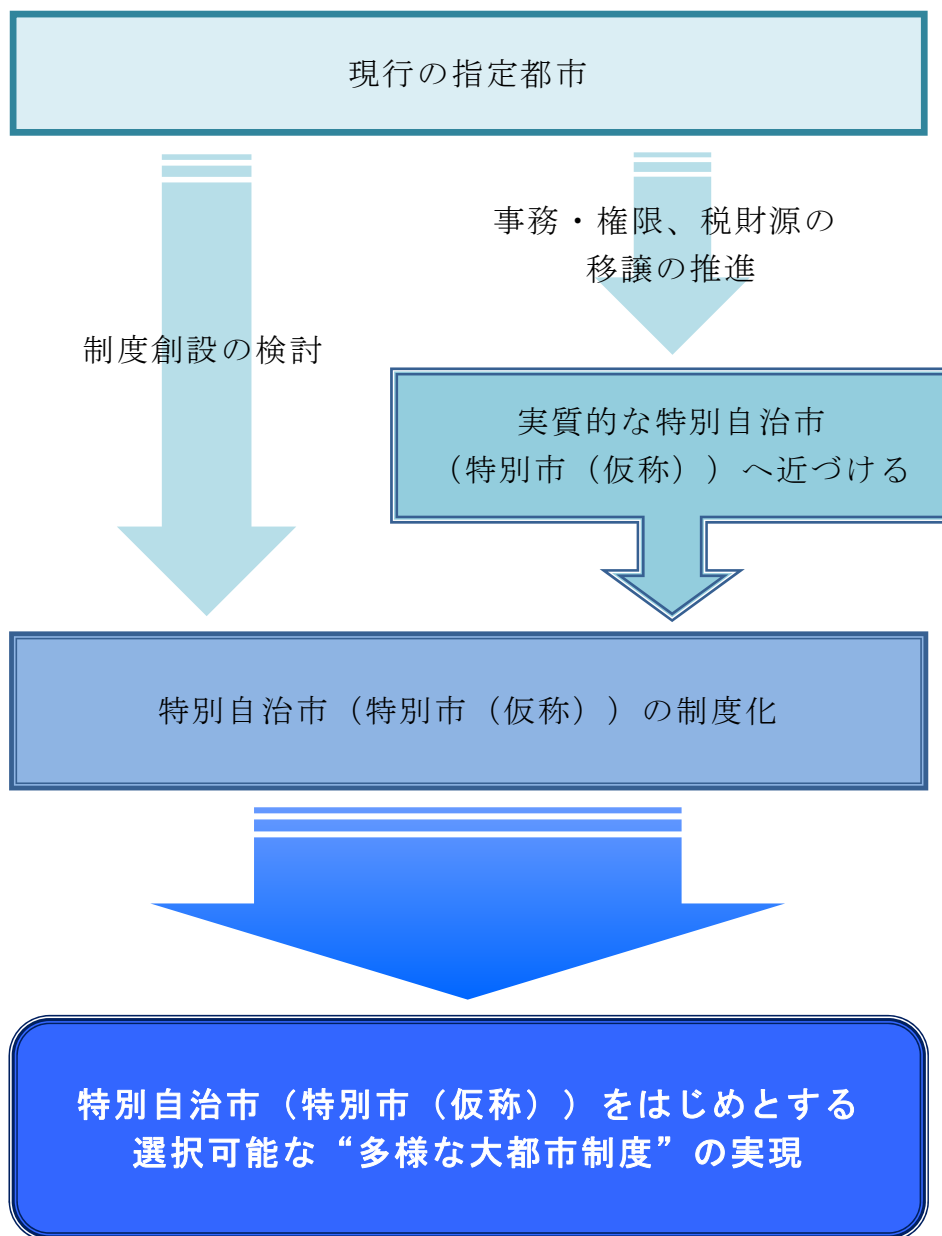 現行の指定都市
事務・権限、税財源の
移譲の推進
制度創設の検討
実質的な特別自治市
（特別市（仮称））へ近づける
特別自治市（特別市（仮称））の制度化
特別自治市（特別市（仮称））をはじめとする
選択可能な“多様な大都市制度”の実現